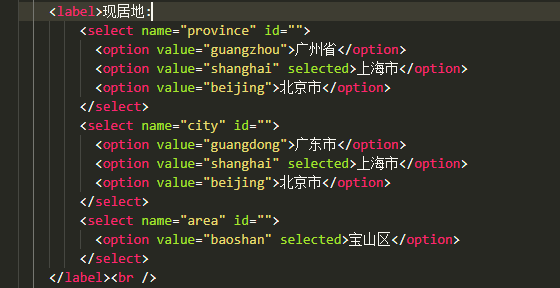 <label>现居地:
<select name="province" id="">
<option value="guangzhou">广州省</option>
<option value="shanghai" selected>上海市</option>
<option value="beijing">北京市</option>
</select>
<select name="city" id="">
<option value="guangdong">广东市</option>
<option value="shanghai" selected>上海市</option>
<option value="beijing">北京市</option>
</select>
<select name="area" id="">
<option value="baoshan" selected>宝山区</option>
</select>
</label><br />